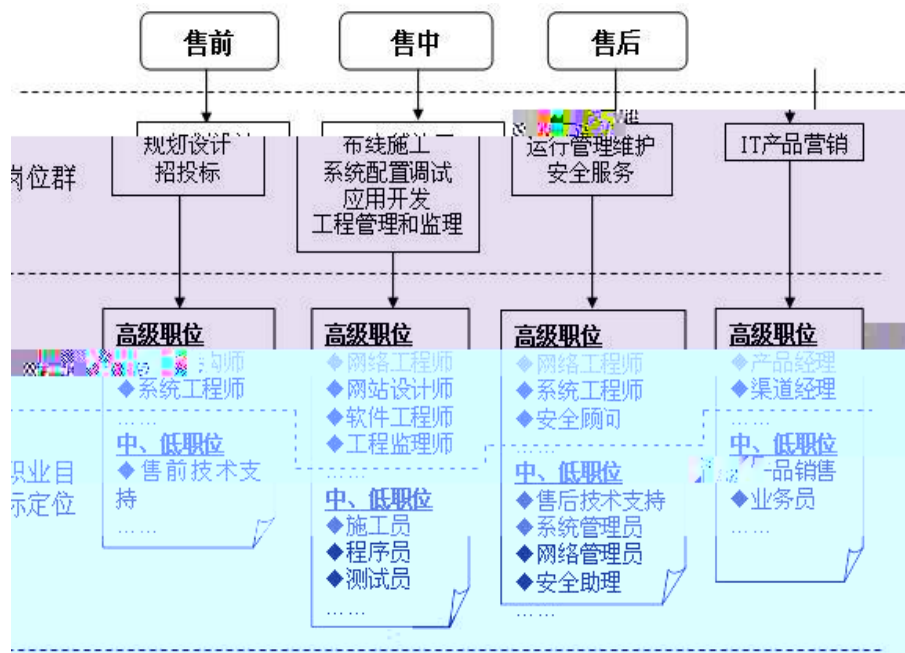 售前
售中
售后
规划设计
招投标
布线施工
系统配置调试
应用开发
工程管理和监理
运行管理维护
安全服务
IT产品营销
岗位群
高级职位
师
◆系统工程师
……
中、低职位
◆售前技术支
持
……
高级职位
◆网络工程师
◆网站设计师
◆软件工程师
◆工程监理师
……
中、低职位
◆施工员
◆程序员
◆测试员
……
高级职位
◆网络工程师
◆系统工程师
◆安全顾问
……
中、低职位
◆售后技术支持
◆系统管理员
◆网络管理员
◆安全助理
……
高级职位
◆产品经理
◆渠道经理
……
中、低职位
品销售
◆业务员
……
职业目
标定位